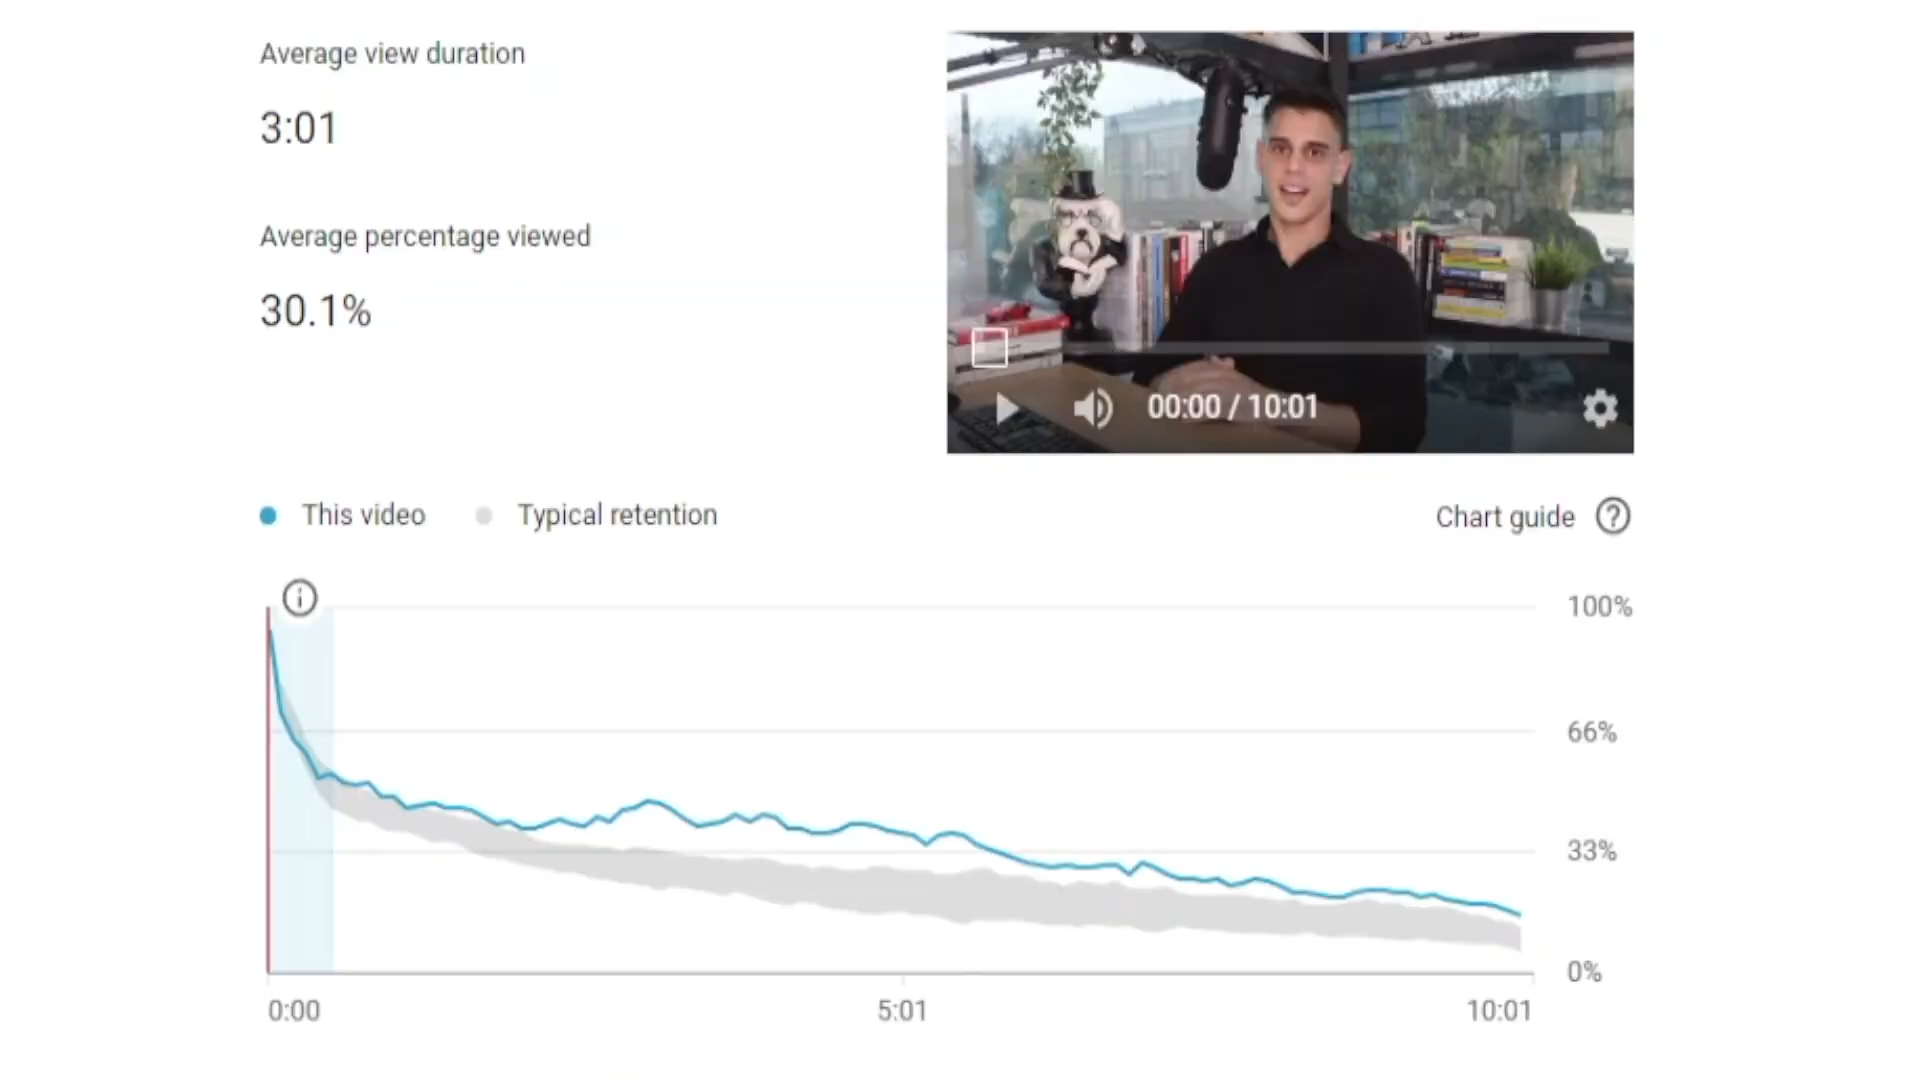 Average view duration
3:01
Average percentage viewed
30.1%
00:00 / 10:01
This video
Typical retention
Chart guide
100%
66%
33%
0%
0:00
5:01
10:01